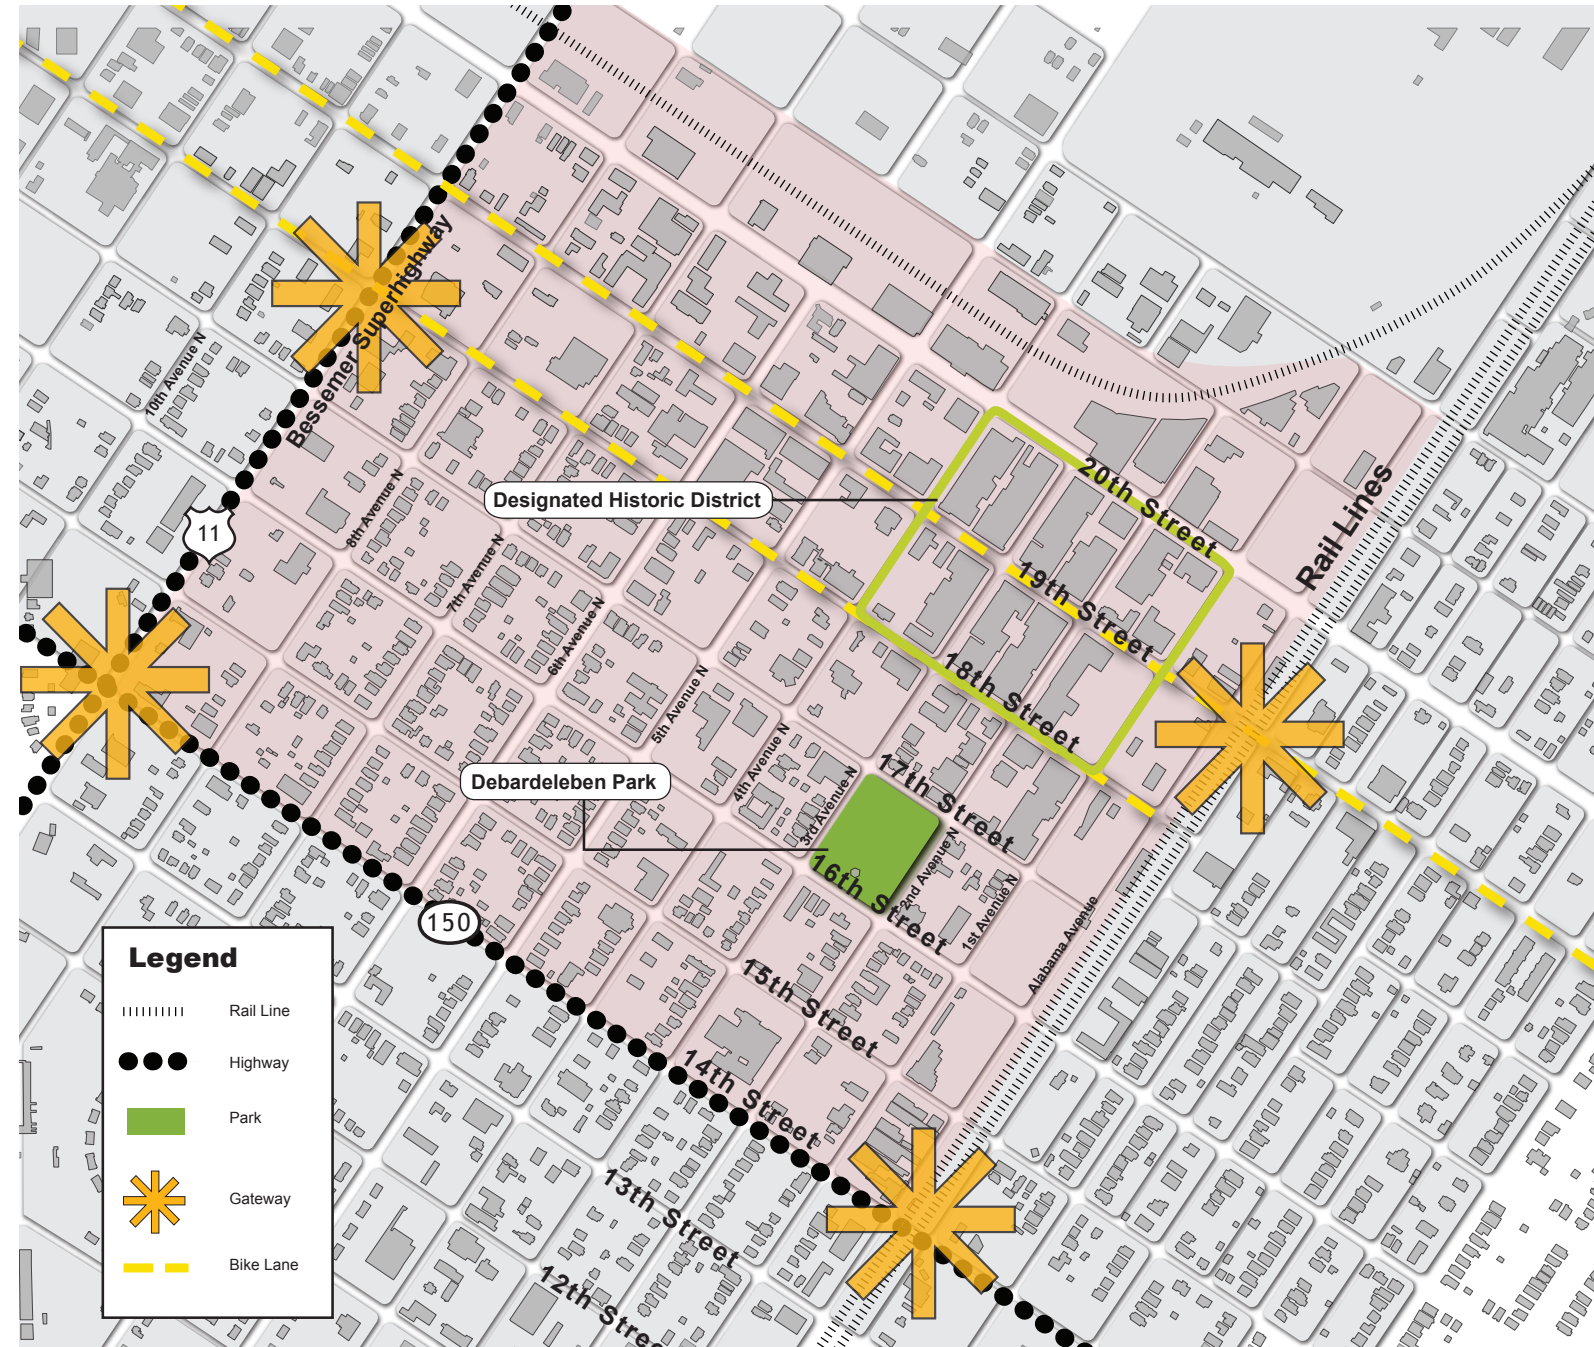 Bessemer Superhighway
10th Avenue N
11
8th Avenue N
7th Avenue N
6th Avenue N
5th Avenue N
4th Avenue N
3rd Avenue N
2nd Avenue N
1st Avenue N
Alabama Avenue
Designated Historic District
20th Street
19th Street
18th Street
Rail Lines
Debardeleben Park
17th Street
16th Street
15th Street
14th Street
13th Street
12th Stree
150
Legend
Rail Line
Highway
Park
Gateway
Bike Lane